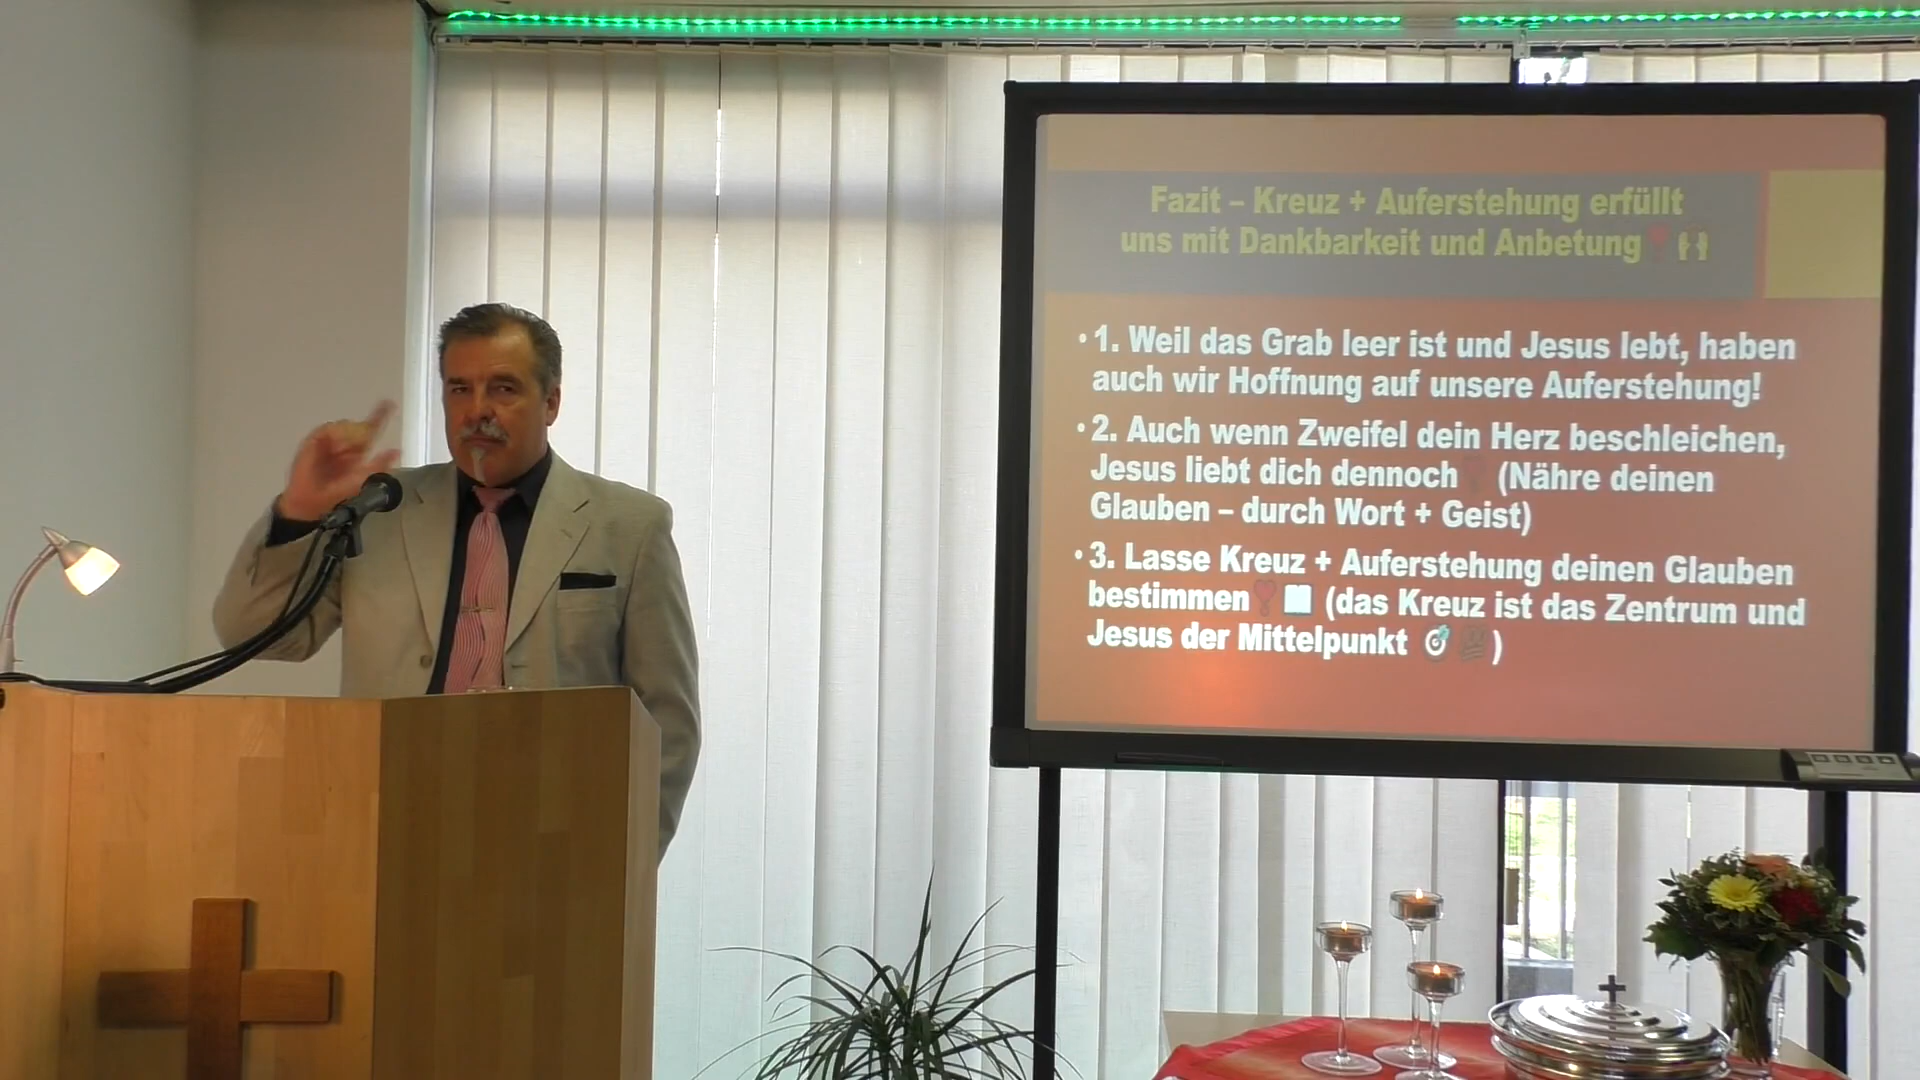 Fazit – Kreuz + Auferstehung erfüllt
uns mit Dankbarkeit und Anbetung❣️🙌
• 1. Weil das Grab leer ist und Jesus lebt, haben
auch wir Hoffnung auf unsere Auferstehung!
• 2. Auch wenn Zweifel dein Herz beschleichen,
Jesus liebt dich dennoch❣️ (Nähre deinen
Glauben – durch Wort + Geist)
• 3. Lasse Kreuz + Auferstehung deinen Glauben
bestimmen❣️ (das Kreuz ist das Zentrum und
Jesus der Mittelpunkt 🎯 )